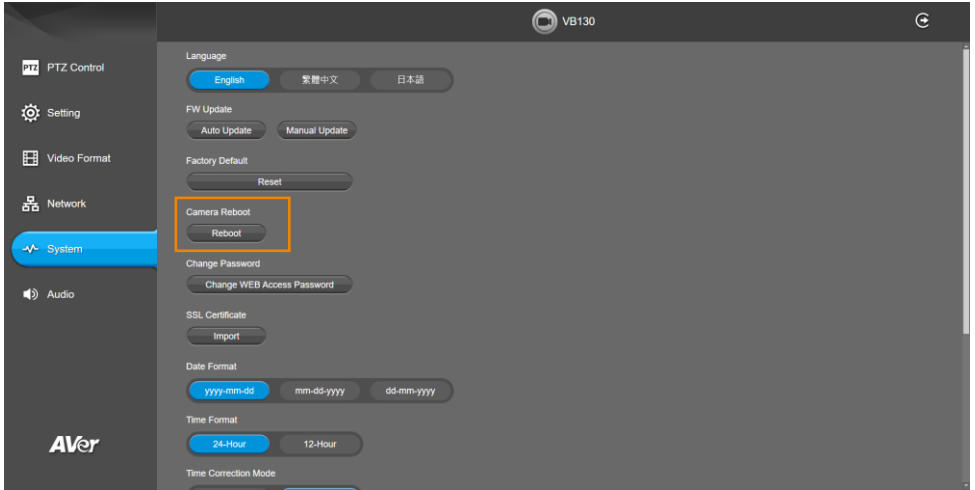 VB130
PTZ PTZ Control
Setting
Video Format
Network
System
Audio
AVer
Language
English 繁體中文 日本語
FW Update
Auto Update Manual Update
Factory Default
Reset
Camera Reboot
Reboot
Change Password
Change WEB Access Password
SSL Certificate
Import
Date Format
yyyy-mm-dd mm-dd-yyyy dd-mm-yyyy
Time Format
24-Hour 12-Hour
Time Correction Mode